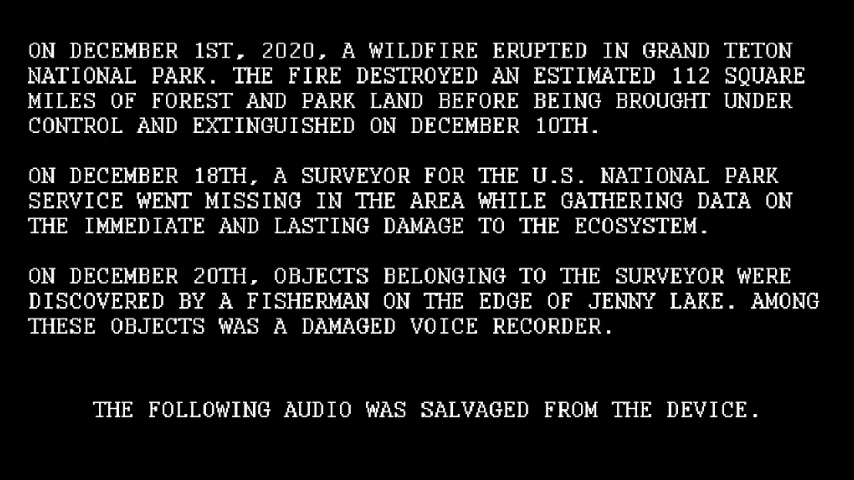 ON DECEMBER 1ST, 2020, A WILDFIRE ERUPTED IN GRAND TETON
NATIONAL PARK. THE FIRE DESTROYED AN ESTIMATED 112 SQUARE
MILES OF FOREST AND PARK LAND BEFORE BEING BROUGHT UNDER
CONTROL AND EXTINGUISHED ON DECEMBER 10TH.
ON DECEMBER 18TH, A SURVEYOR FOR THE U.S. NATIONAL PARK
SERVICE WENT MISSING IN THE AREA WHILE GATHERING DATA ON
THE IMMEDIATE AND LASTING DAMAGE TO THE ECOSYSTEM.
ON DECEMBER 20TH, OBJECTS BELONGING TO THE SURVEYOR WERE
DISCOVERED BY A FISHERMAN ON THE EDGE OF JENNY LAKE. AMONG
THESE OBJECTS WAS A DAMAGED VOICE RECORDER.
THE FOLLOWING AUDIO WAS SALVAGED FROM THE DEVICE.